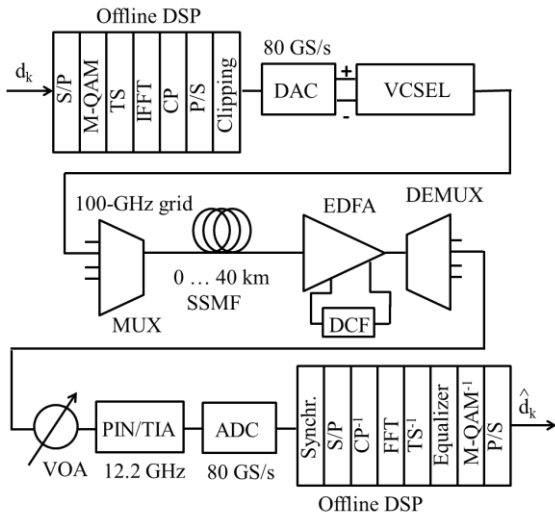 Offline DSP
d_k
S/P
M-QAM
TS
IFFT
CP
P/S
Clipping
80 GS/s
DAC
+
-
VCSEL
100-GHz grid
MUX
0 ... 40 km
SSMF
EDFA
DCF
DEMUX
VOA
PIN/TIA
12.2 GHz
ADC
80 GS/s
Synchr.
S/P
CP⁻¹
FFT
TS⁻¹
Equalizer
M-QAM⁻¹
P/S
d̂_k
Offline DSP